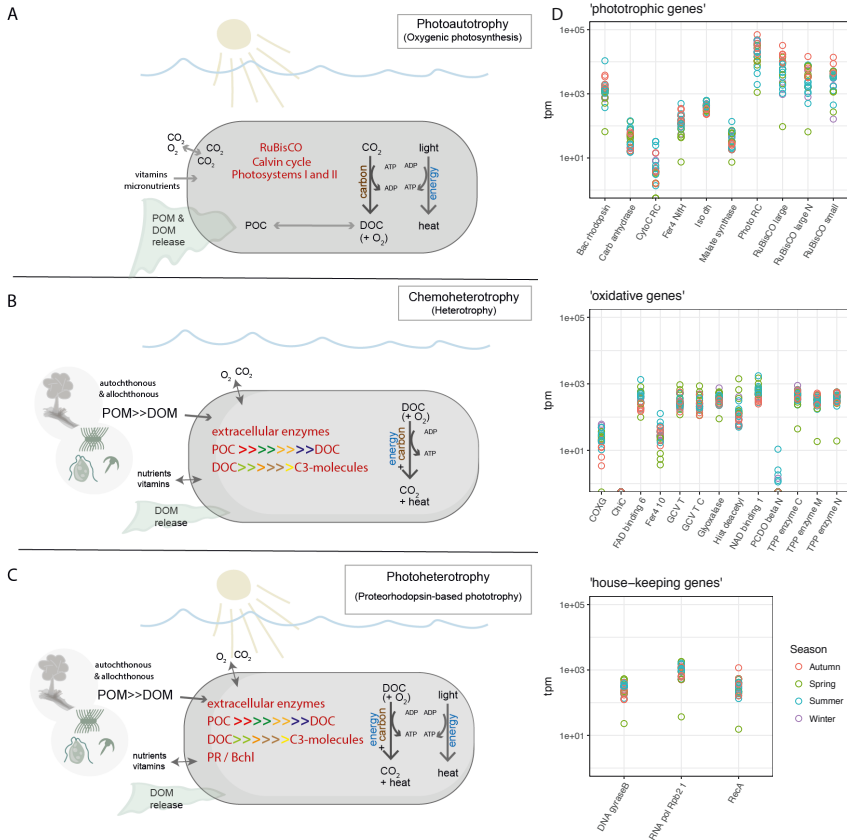 A
Photoautotrophy
(Oxygenic photosynthesis)
CO2
O2
CO2
CO2
vitamins
micronutrients
RuBisCO
Calvin cycle
Photosystems I and II
CO2
light
ATP
ADP
ADP
ATP
carbon
energy
POM &
DOM
release
POC
DOC
(+ O2)
heat
B
Chemoheterotrophy
(Heterotrophy)
O2
CO2
autochthonous
& allochthonous
POM>>DOM
extracellular enzymes
POC >>>>>>>>DOC
DOC>>>>>>C3-molecules
nutrients
vitamins
DOM
release
DOC
(+ O2)
ADP
ATP
energy
+ carbon
CO2
+ heat
C
Photoheterotrophy
(Proteorhodopsin-based phototrophy)
O2
CO2
autochthonous
& allochthonous
POM>>DOM
extracellular enzymes
POC >>>>>>>>DOC
DOC>>>>>>C3-molecules
PR / Bchl
nutrients
vitamins
DOM
release
DOC
(+ O2)
light
ADP
ADP
ATP
ATP
energy
+ carbon
energy
CO2
+ heat
heat
D
'phototrophic genes'
tpm
1e+05
1e+03
1e+01
Bac rhodopsin
Carb anhydrase
CytoC RC
Fer4 NifH
Iso dh
Malate synthase
Photo RC
RuBisCO large
RuBisCO large N
RuBisCO small
'oxidative genes'
tpm
1e+05
1e+03
1e+01
COXG
ChiC
FAD binding 6
Fer4 10
GCV T
GCV T C
Glyoxalase
Hist deacetyl
NAD binding 1
PCDO beta N
TPP enzyme C
TPP enzyme M
TPP enzyme N
'house−keeping genes'
tpm
1e+05
1e+03
1e+01
DNA gyraseB
RNA pol Rpb2 1
RecA
Season
Autumn
Spring
Summer
Winter